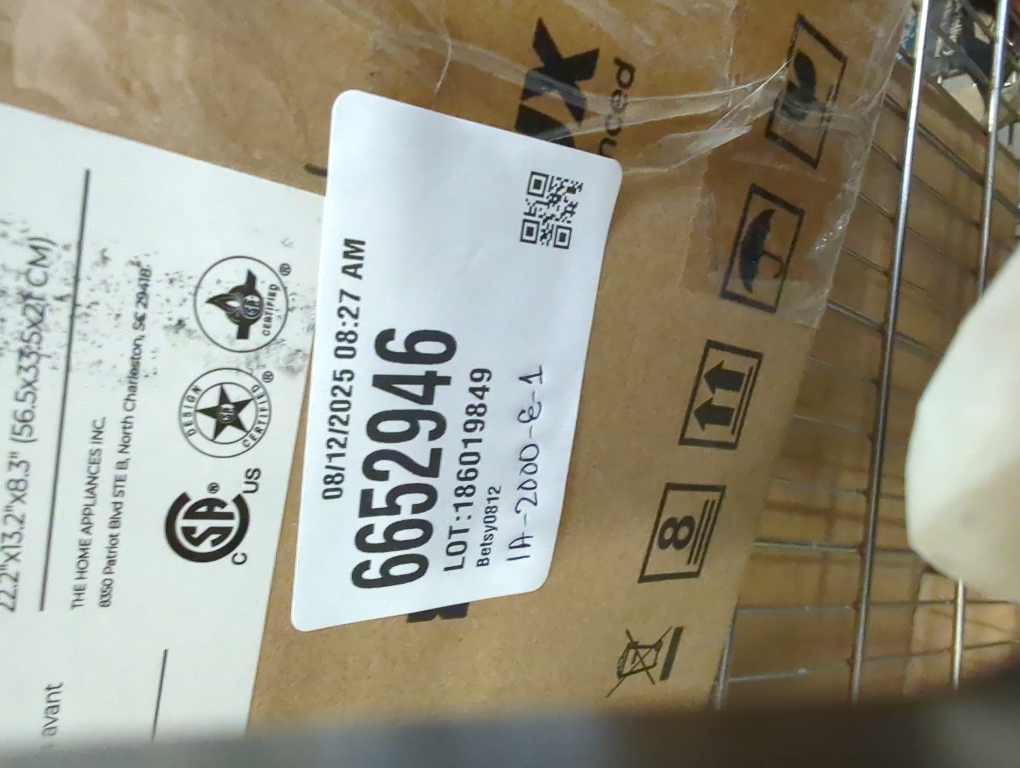 08/12/2025 08:27 AM
6652946
LOT:186019849
Betsy0812
1A-2000-E-1
22.2"x13.2"x8.3" (56.5x33.5x21 CM)
THE HOME APPLIANCES INC.
8350 Patriot Blvd STE B, North Charleston, SC 29418
avant
CSA®
C US
DESIGN CERTIFIED ®
CERTIFIED ®
8